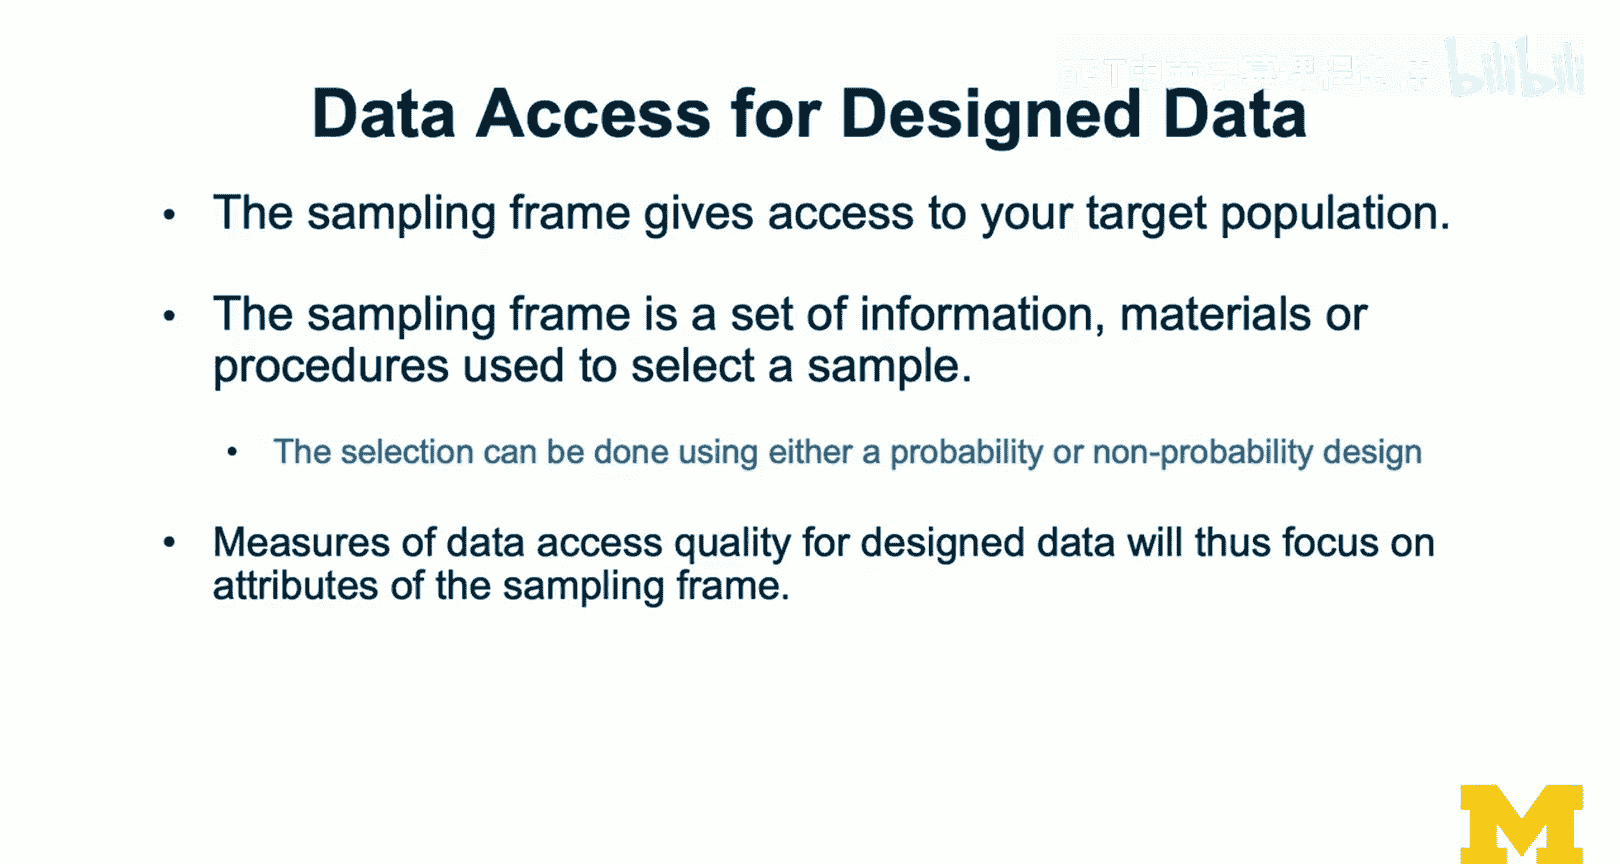 bilibili
Data Access for Designed Data
• The sampling frame gives access to your target population.
• The sampling frame is a set of information, materials or
procedures used to select a sample.
• The selection can be done using either a probability or non-probability design
• Measures of data access quality for designed data will thus focus on
attributes of the sampling frame.
M